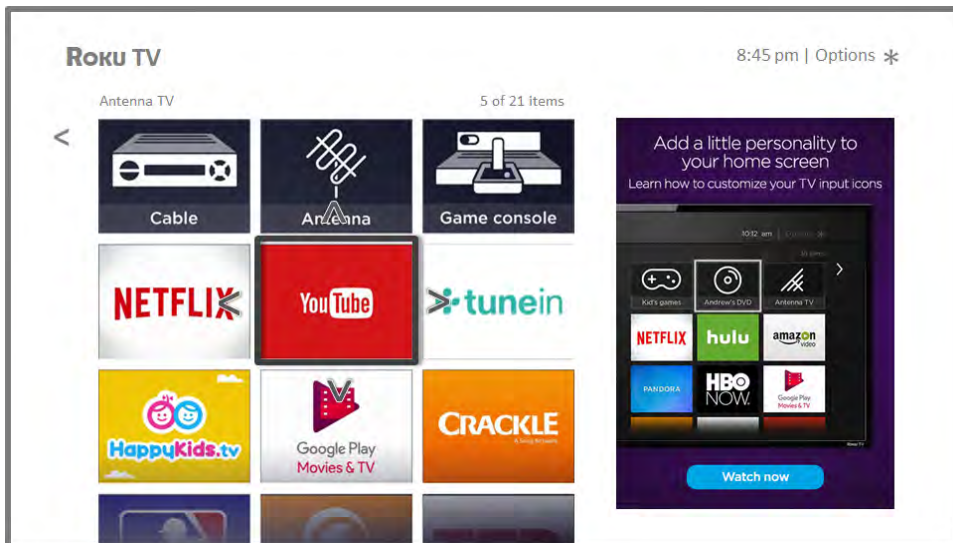 ROKU TV
8:45 pm | Options *
Antenna TV
5 of 21 items
Cable
Antenna
Game console
NETFLIX
YouTube
tunein
HappyKids.tv
Google Play
Movies & TV
CRACKLE
Add a little personality to
your home screen
Learn how to customize your TV input icons
10:12 am
Kid's games
Andrew's DVD
Antenna TV
NETFLIX
hulu
amazon
video
PANDORA
HBO
NOW
Google Play
Movies & TV
Roku TV
Watch now